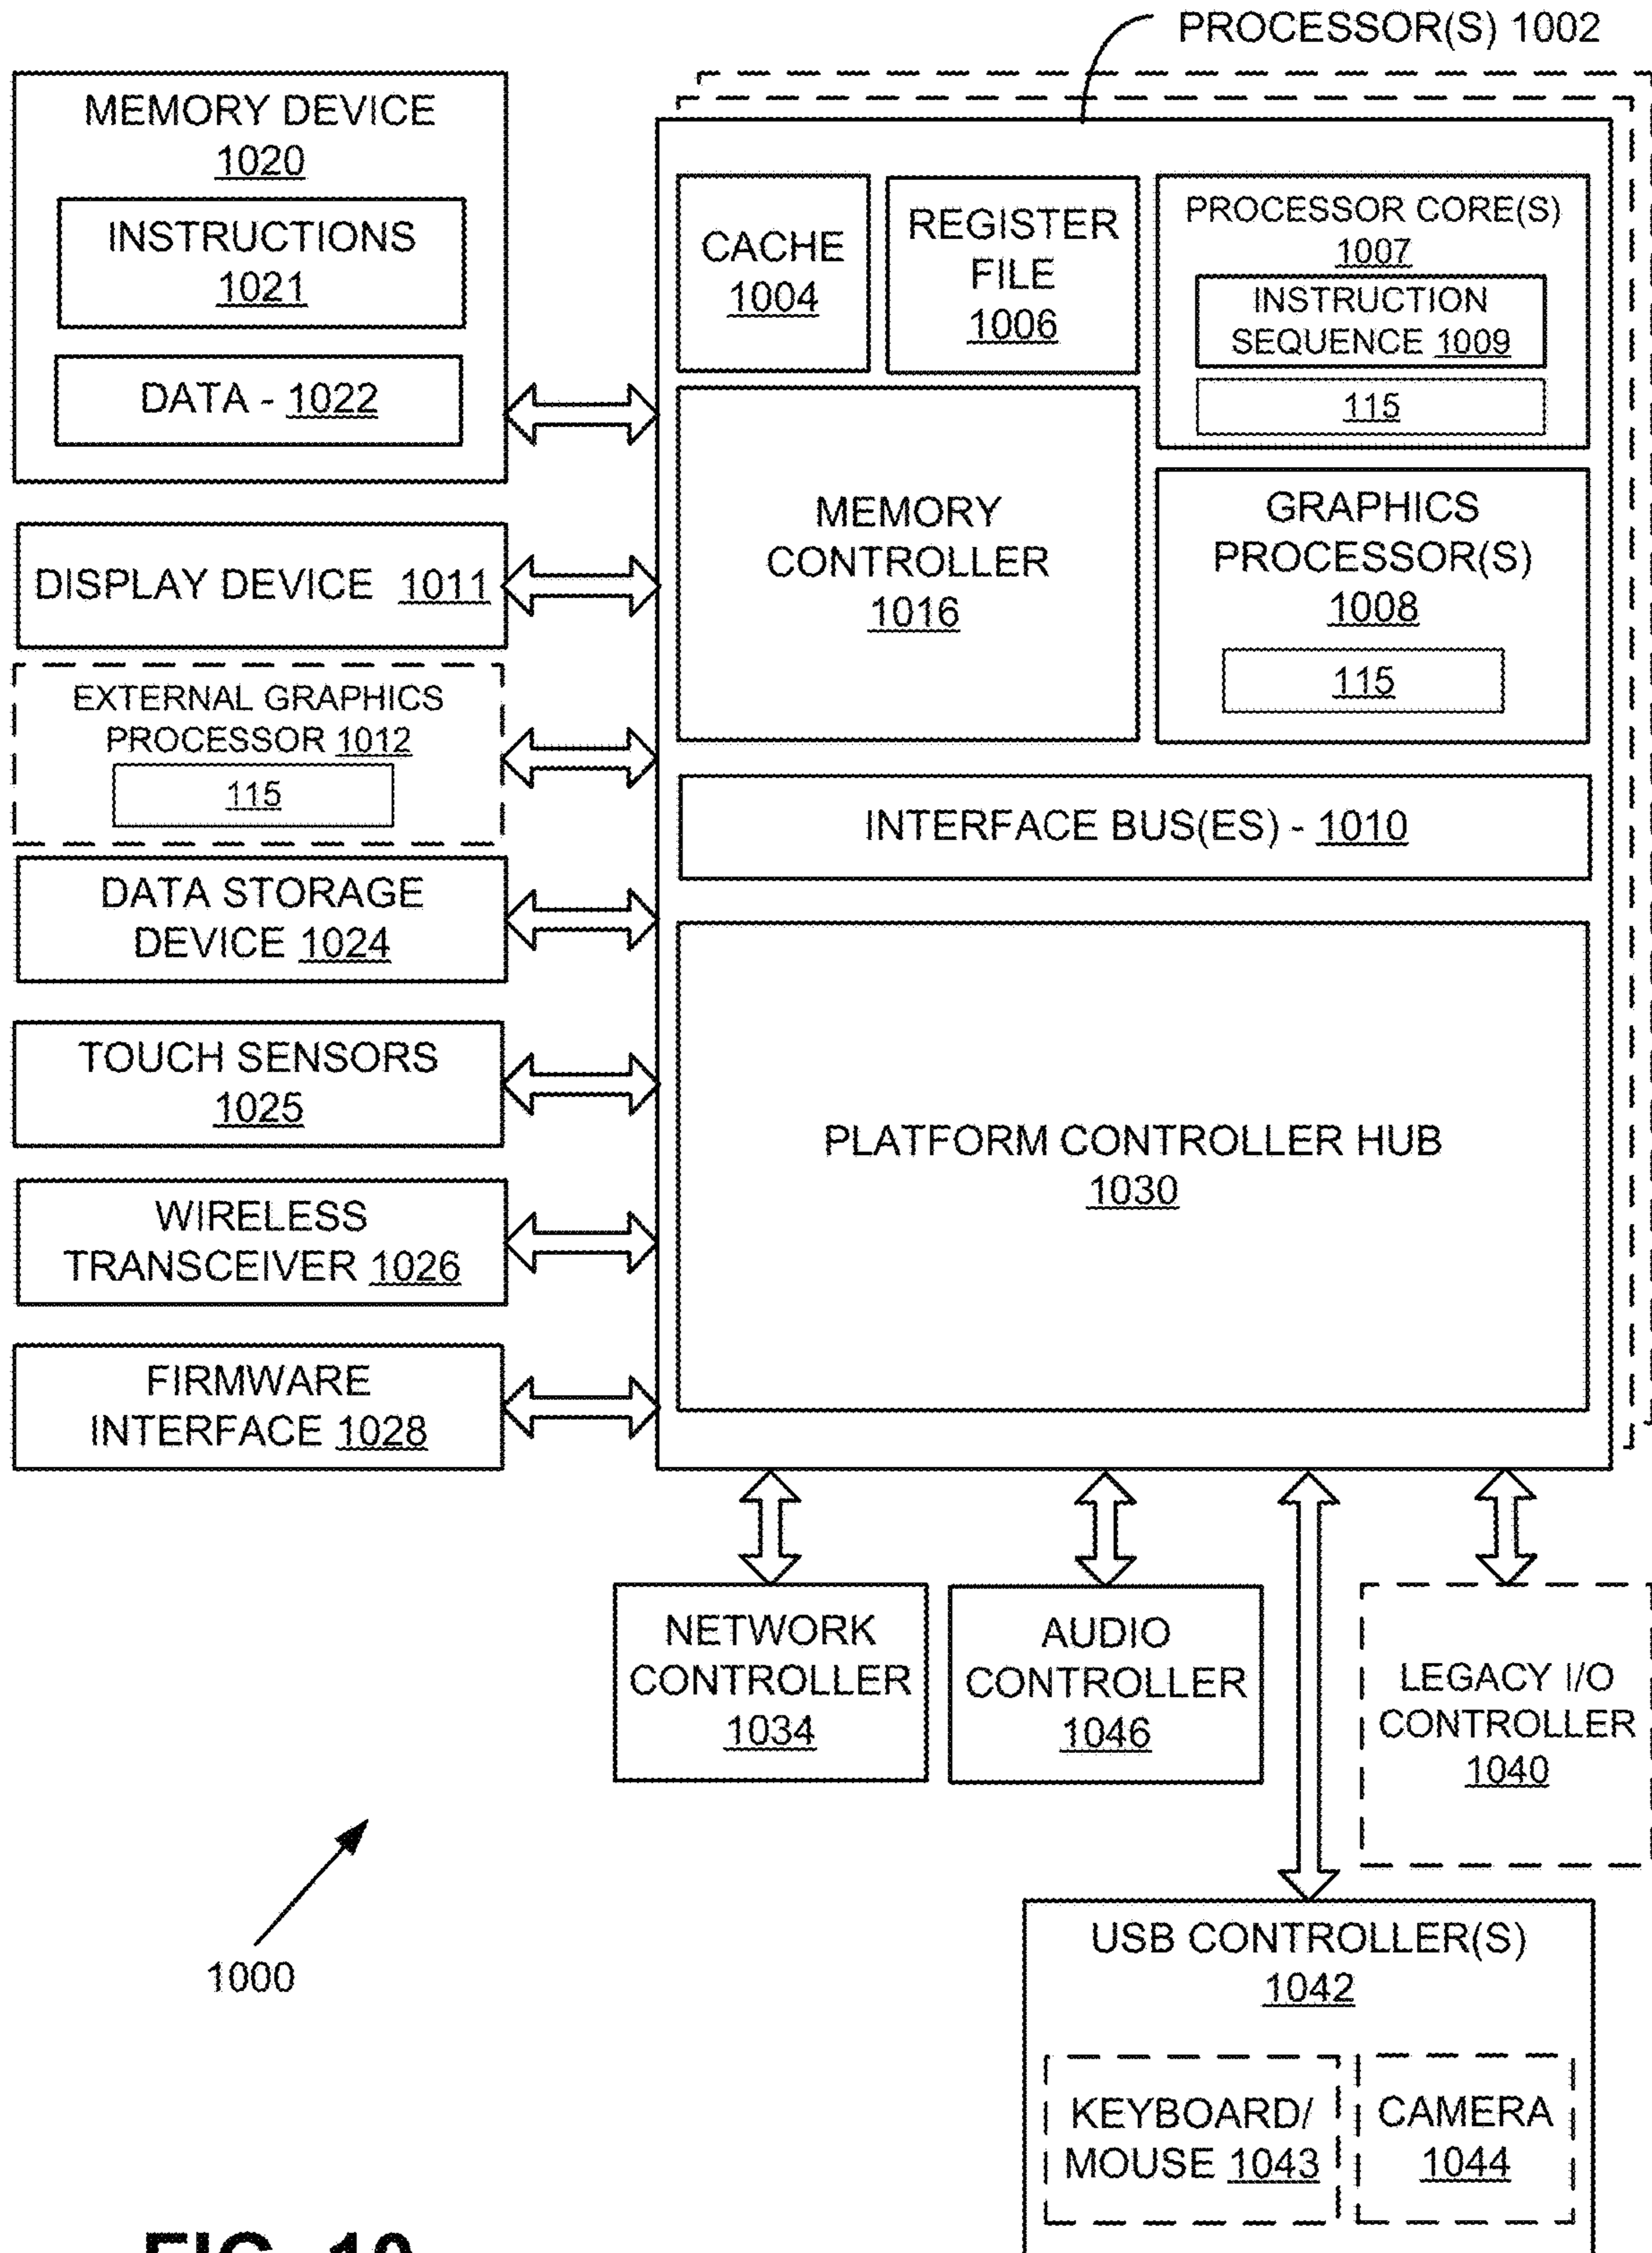 PROCESSOR(S) 1002
MEMORY DEVICE
1020
INSTRUCTIONS
1021
DATA - 1022
DISPLAY DEVICE 1011
EXTERNAL GRAPHICS
PROCESSOR 1012
115
DATA STORAGE
DEVICE 1024
TOUCH SENSORS
1025
WIRELESS
TRANSCEIVER 1026
FIRMWARE
INTERFACE 1028
CACHE
1004
REGISTER
FILE
1006
PROCESSOR CORE(S)
1007
INSTRUCTION
SEQUENCE 1009
115
MEMORY
CONTROLLER
1016
GRAPHICS
PROCESSOR(S)
1008
115
INTERFACE BUS(ES) - 1010
PLATFORM CONTROLLER HUB
1030
NETWORK
CONTROLLER
1034
AUDIO
CONTROLLER
1046
LEGACY I/O
CONTROLLER
1040
1000
USB CONTROLLER(S)
1042
KEYBOARD/
MOUSE 1043
CAMERA
1044
FIG.